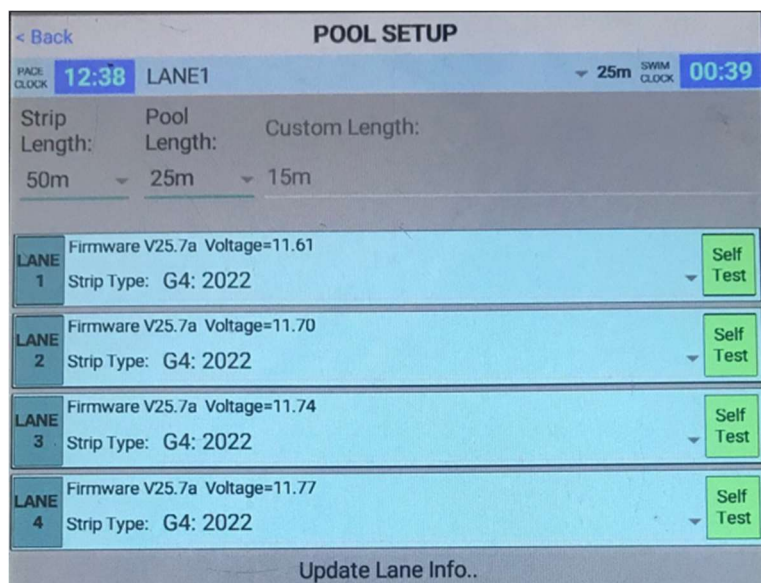 < Back
POOL SETUP
PACE CLOCK 12:38 LANE1 25m SWIM CLOCK 00:39
Strip Length: Pool Length: Custom Length:
50m 25m 15m
LANE 1
Firmware V25.7a Voltage=11.61
Strip Type: G4: 2022
Self Test
LANE 2
Firmware V25.7a Voltage=11.70
Strip Type: G4: 2022
Self Test
LANE 3
Firmware V25.7a Voltage=11.74
Strip Type: G4: 2022
Self Test
LANE 4
Firmware V25.7a Voltage=11.77
Strip Type: G4: 2022
Self Test
Update Lane Info..